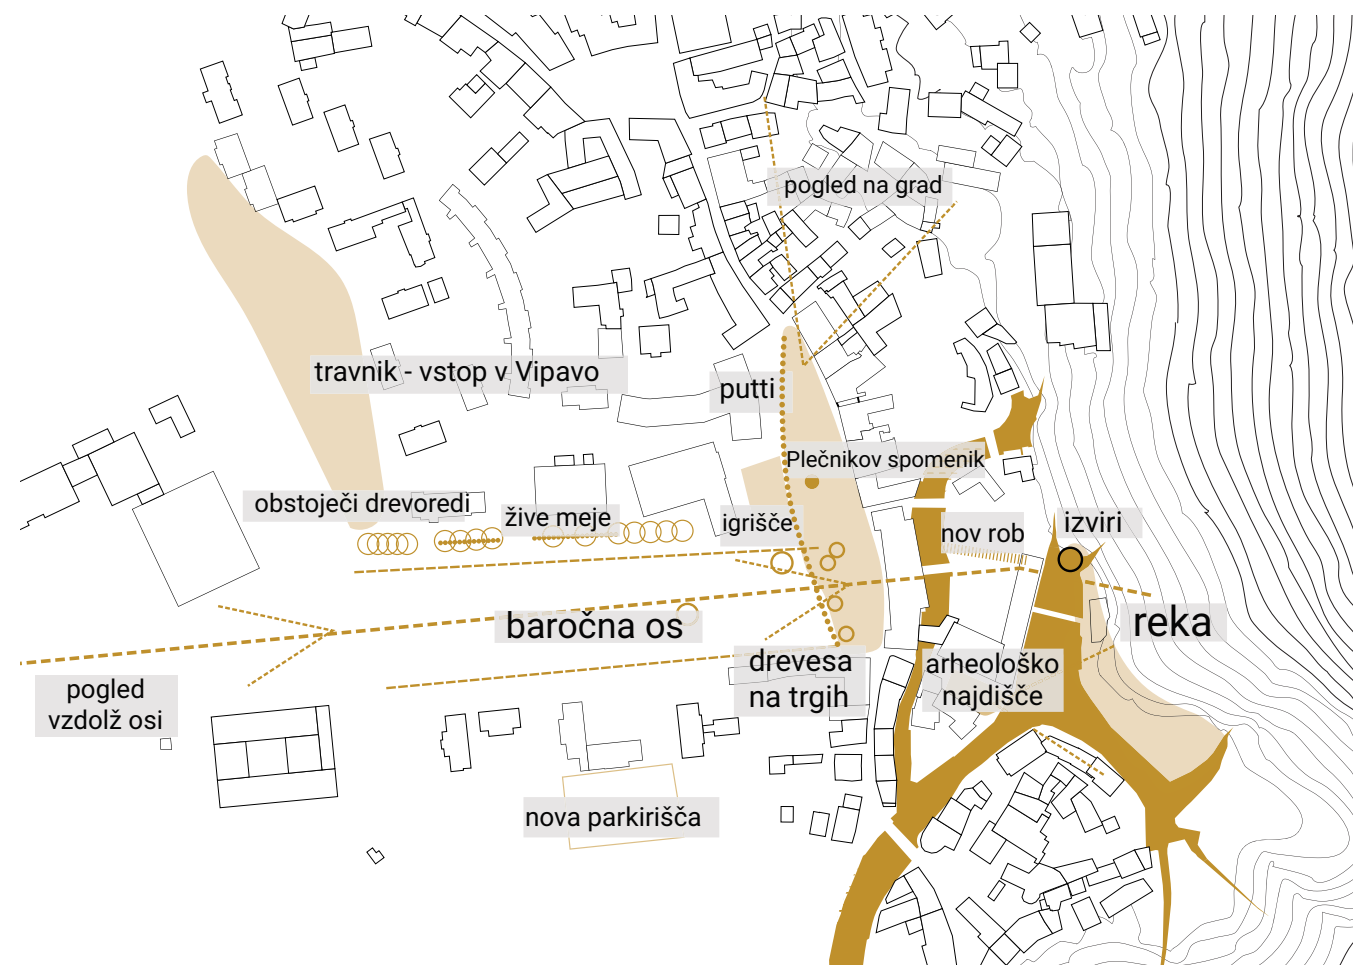 pogled na grad
travnik - vstop v Vipavo
putti
Plečnikov spomenik
obstoječi drevoredi
žive meje
igrišče
nov rob
izviri
baročna os
reka
drevesa
na trgih
arheološko
najdišče
pogled
vzdolž osi
nova parkirišča